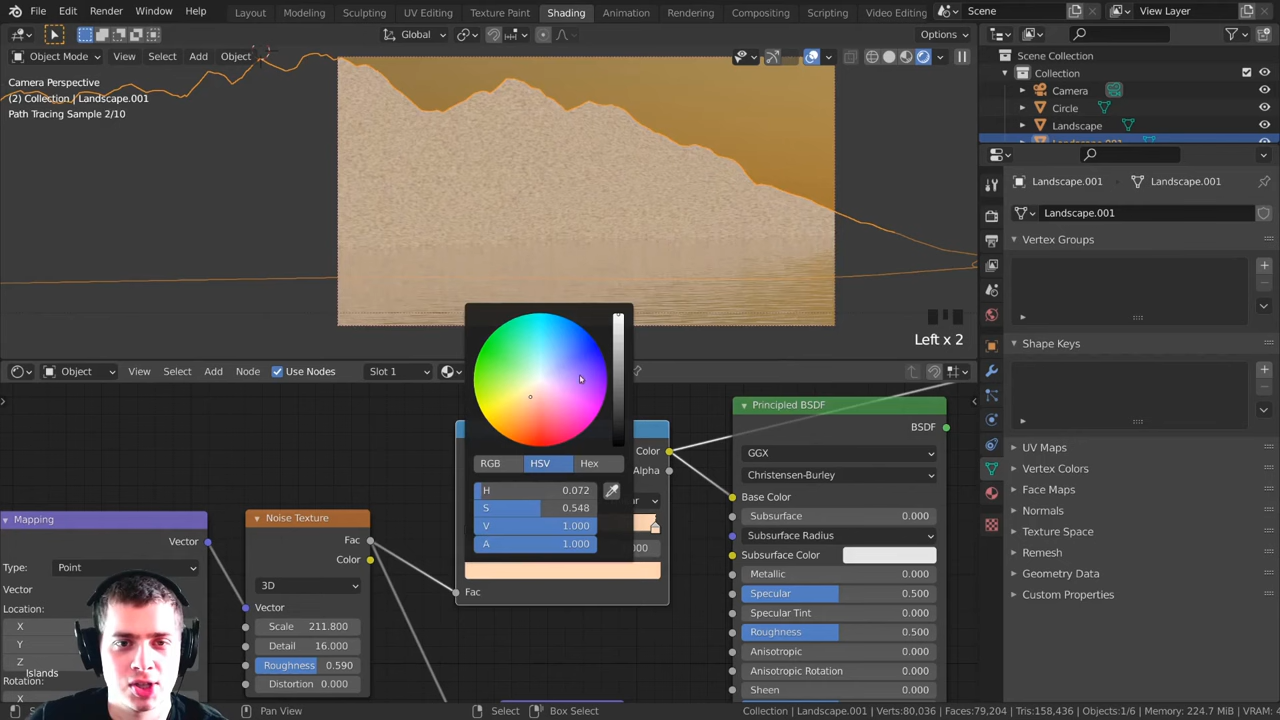 File Edit Render Window Help Layout Modeling Sculpting UV Editing Texture Paint Shading Animation Rendering Compositing Scripting Video Editing Scene View Layer
Global Options
Object Mode View Select Add Object
Camera Perspective
(2) Collection | Landscape.001
Path Tracing Sample 2/10
Scene Collection
Collection
Camera
Circle
Landscape
Landscape.001
Landscape.001 Landscape.001
Landscape.001
Vertex Groups
Shape Keys
UV Maps
Vertex Colors
Face Maps
Normals
Texture Space
Remesh
Geometry Data
Custom Properties
Left x 2
Object View Select Add Node Use Nodes Slot 1
RGB HSV Hex
H 0.072
S 0.548
V 1.000
A 1.000
Color
Alpha
Fac
Principled BSDF
BSDF
GGX
Christensen-Burley
Base Color
Subsurface 0.000
Subsurface Radius
Subsurface Color
Metallic 0.000
Specular 0.500
Specular Tint 0.000
Roughness 0.500
Anisotropic 0.000
Anisotropic Rotation 0.000
Sheen 0.000
Mapping
Vector
Type: Point
Vector
Location:
X
Y
Z
Rotation:
X
Islands
Noise Texture
Fac
Color
3D
Vector
Scale 211.800
Detail 16.000
Roughness 0.590
Distortion 0.000
Pan View Select Box Select Collection | Landscape.001 | Verts:80,036 | Faces:79,204 | Tris:158,436 | Objects:1/6 | Memory: 224.7 MiB | VRAM: